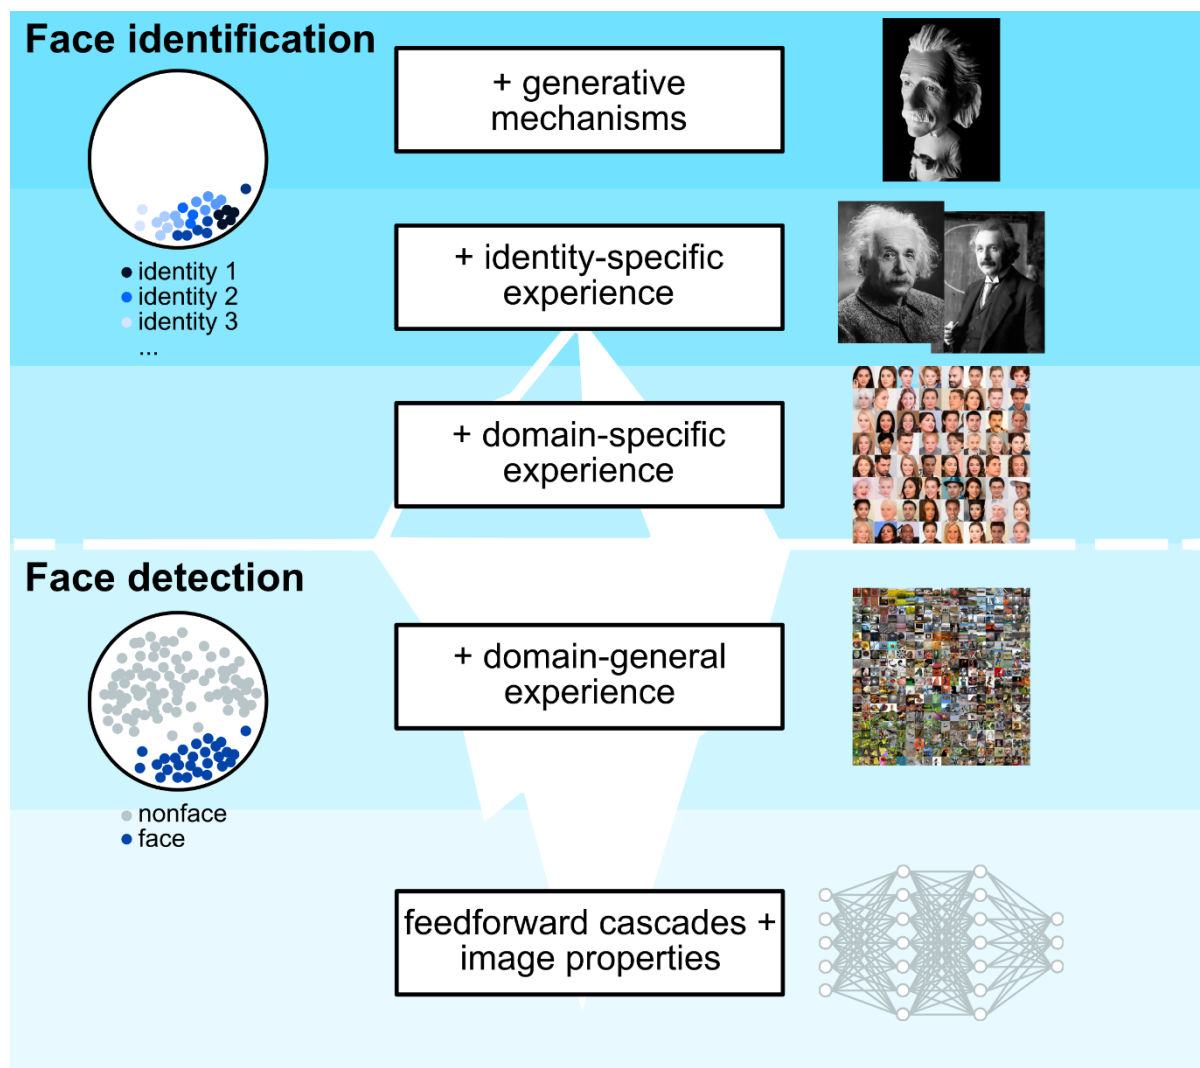 Face identification
+ generative
mechanisms
identity 1
identity 2
identity 3
...
+ identity-specific
experience
+ domain-specific
experience
Face detection
+ domain-general
experience
nonface
face
feedforward cascades +
image properties